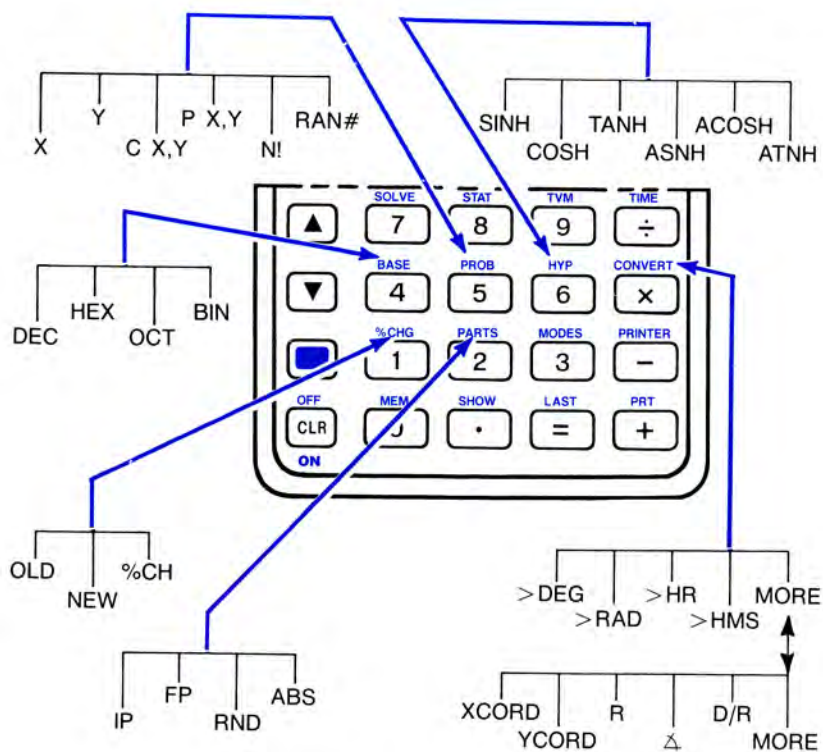 X Y C X,Y P X,Y N! RAN#
SINH COSH TANH ASNH ACOSH ATNH
SOLVE STAT TVM TIME
▲ 7 8 9 ÷
DEC HEX OCT BIN
BASE PROB HYP CONVERT
▼ 4 5 6 ×
%CHG PARTS MODES PRINTER
1 2 3 −
OFF MEM SHOW LAST PRT
CLR 0 · = +
ON
OLD NEW %CH
IP FP RND ABS
>DEG >RAD >HR >HMS MORE
XCORD YCORD R ∡ D/R MORE